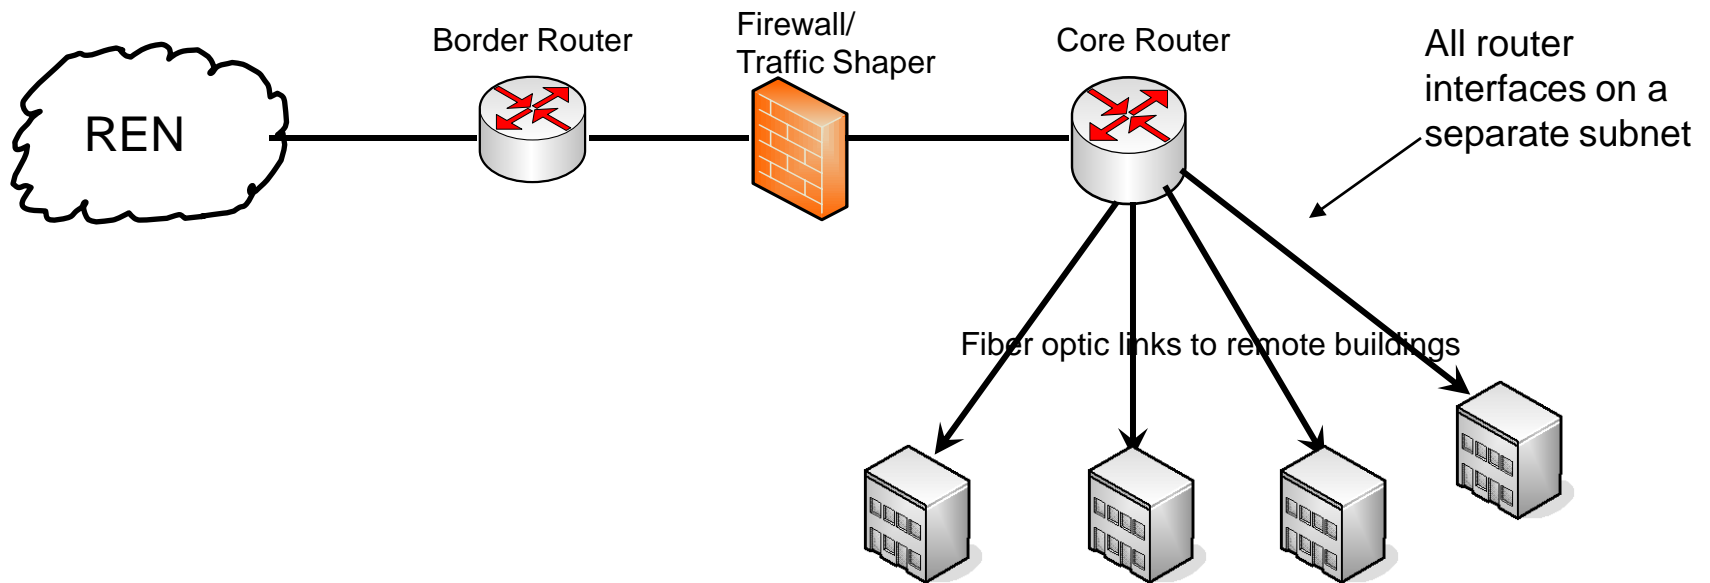 REN
Border Router
Firewall/
Traffic Shaper
Core Router
All router
interfaces on a
separate subnet
Fiber optic links to remote buildings